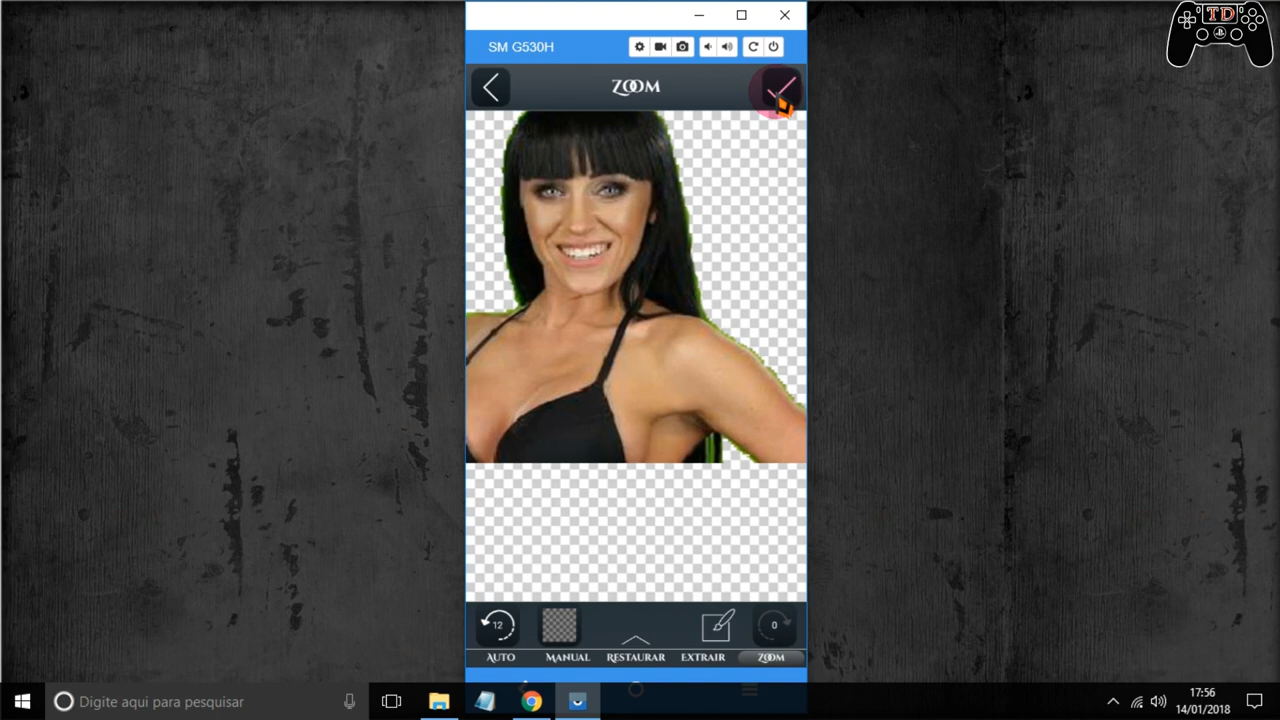 TD
SM G530H
ZOOM
12
0
AUTO MANUAL RESTAURAR EXTRAIR ZOOM
Digite aqui para pesquisar
17:56
14/01/2018